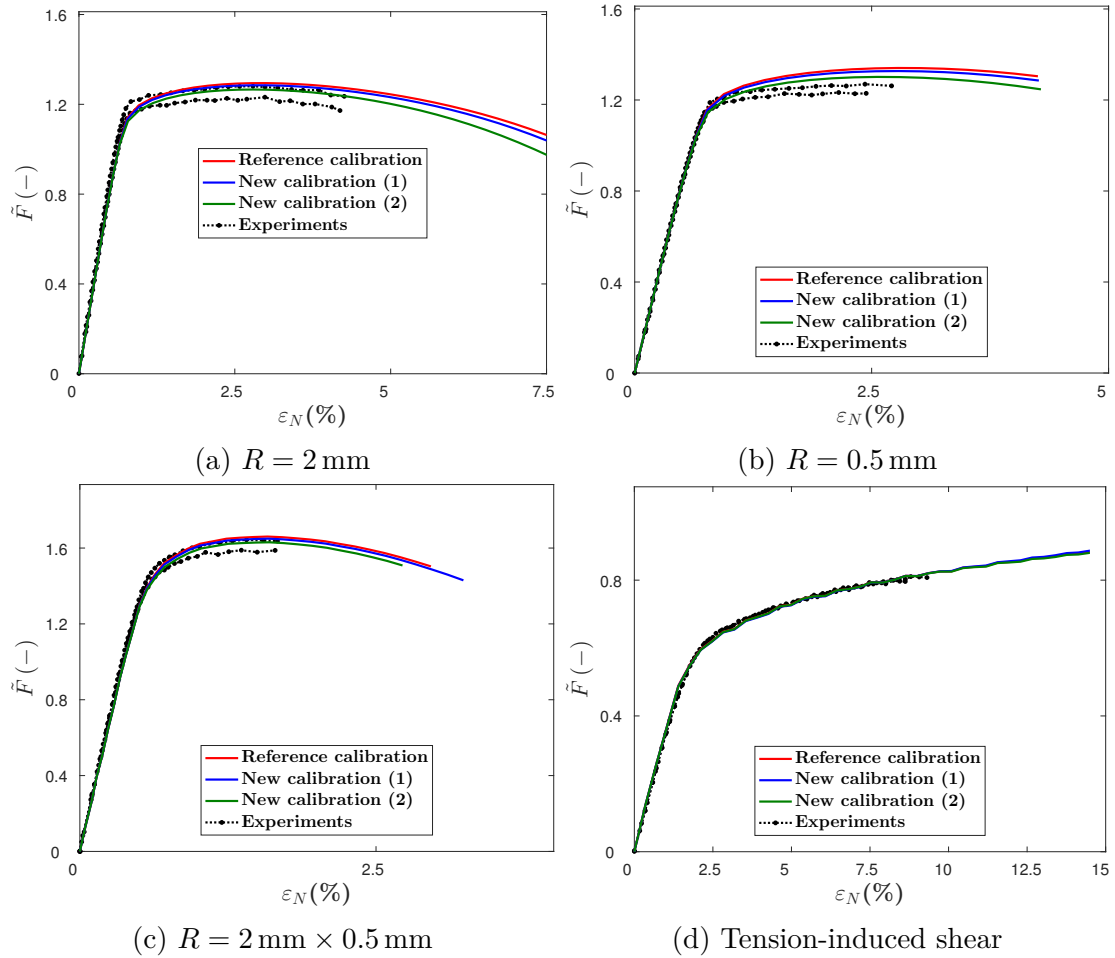 1.6
1.2
0.8
0.4
0
F̃ (−)
Reference calibration
New calibration (1)
New calibration (2)
Experiments
0 2.5 5 7.5
ε_N(%)
(a) R = 2 mm
1.6
1.2
0.8
0.4
0
F̃ (−)
Reference calibration
New calibration (1)
New calibration (2)
Experiments
0 2.5 5
ε_N(%)
(b) R = 0.5 mm
1.6
1.2
0.8
0.4
0
F̃ (−)
Reference calibration
New calibration (1)
New calibration (2)
Experiments
0 2.5
ε_N(%)
(c) R = 2 mm × 0.5 mm
0.8
0.4
0
F̃ (−)
Reference calibration
New calibration (1)
New calibration (2)
Experiments
0 2.5 5 7.5 10 12.5 15
ε_N(%)
(d) Tension-induced shear